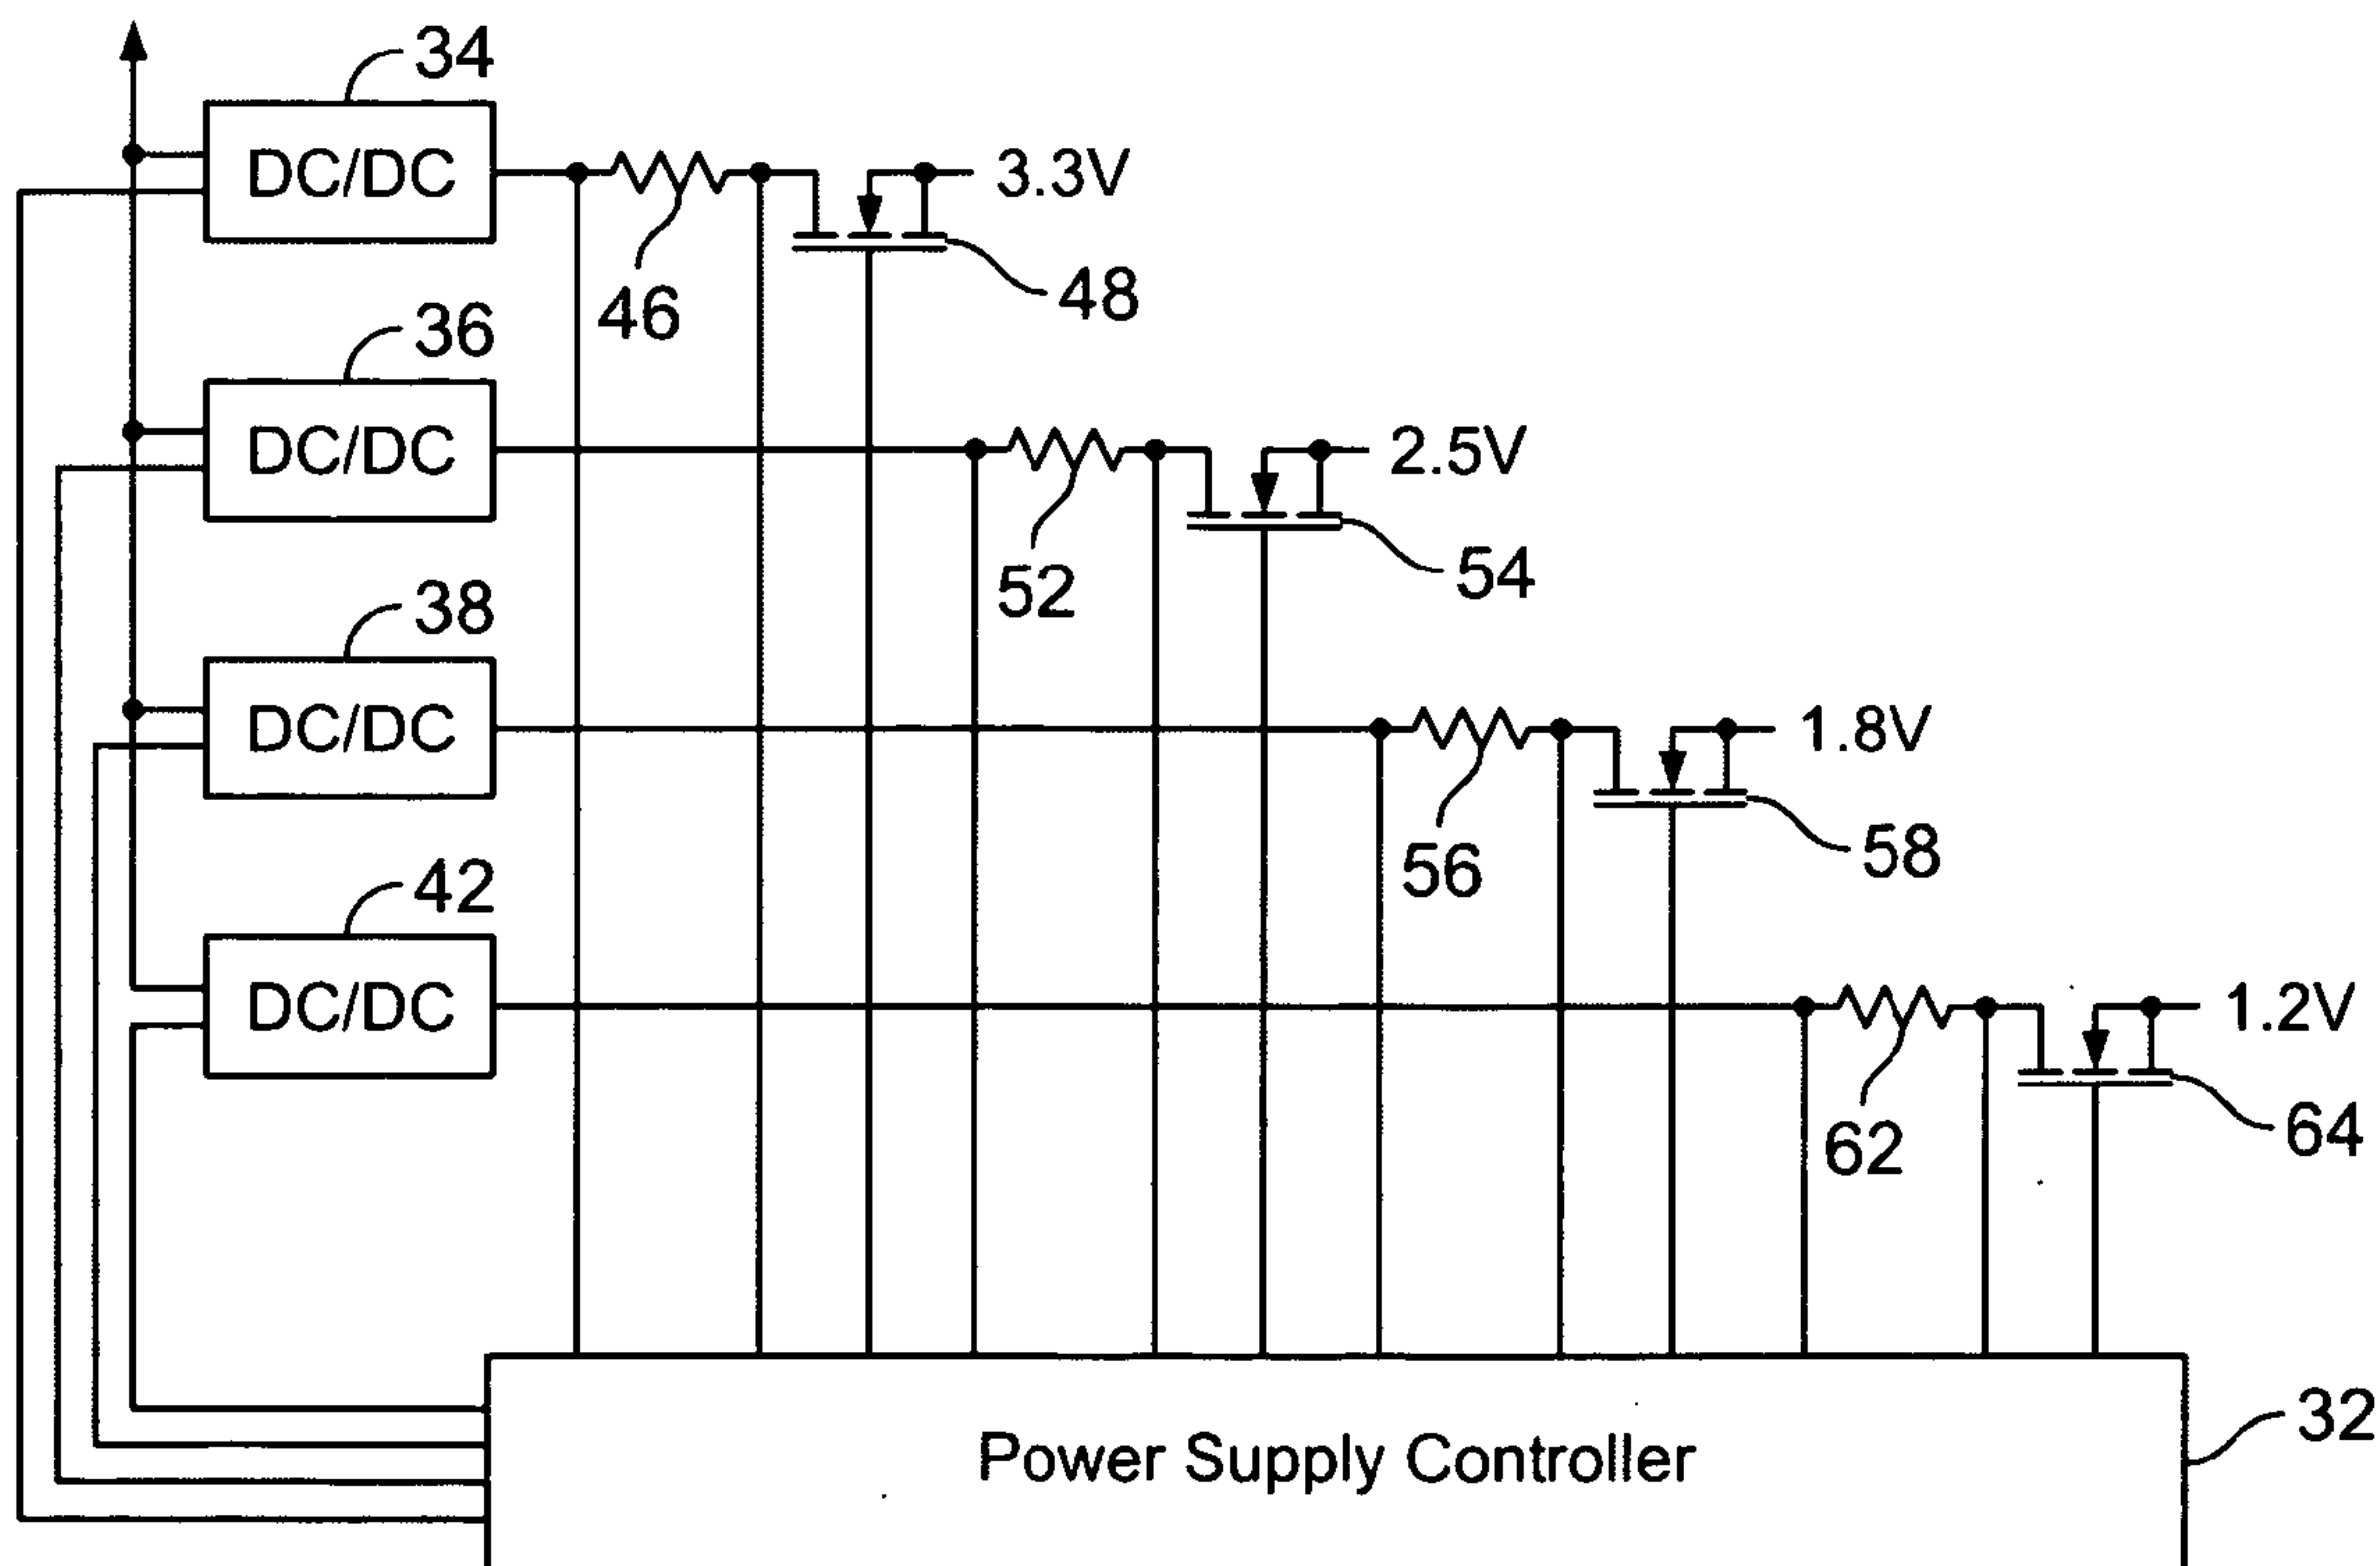 34
DC/DC
3.3V
46
48
36
DC/DC
2.5V
52
54
38
DC/DC
1.8V
56
58
42
DC/DC
1.2V
62
64
32
Power Supply Controller